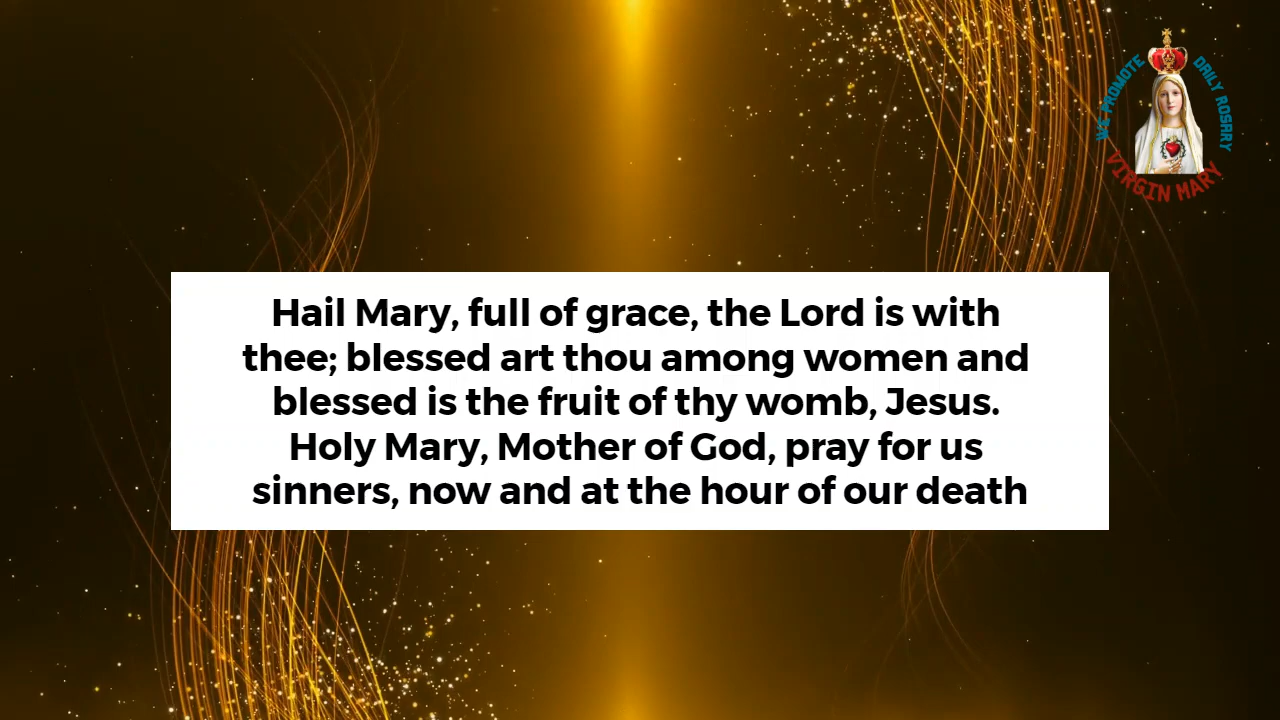 WE PROMOTE DAILY ROSARY
VIRGIN MARY
Hail Mary, full of grace, the Lord is with
thee; blessed art thou among women and
blessed is the fruit of thy womb, Jesus.
Holy Mary, Mother of God, pray for us
sinners, now and at the hour of our death